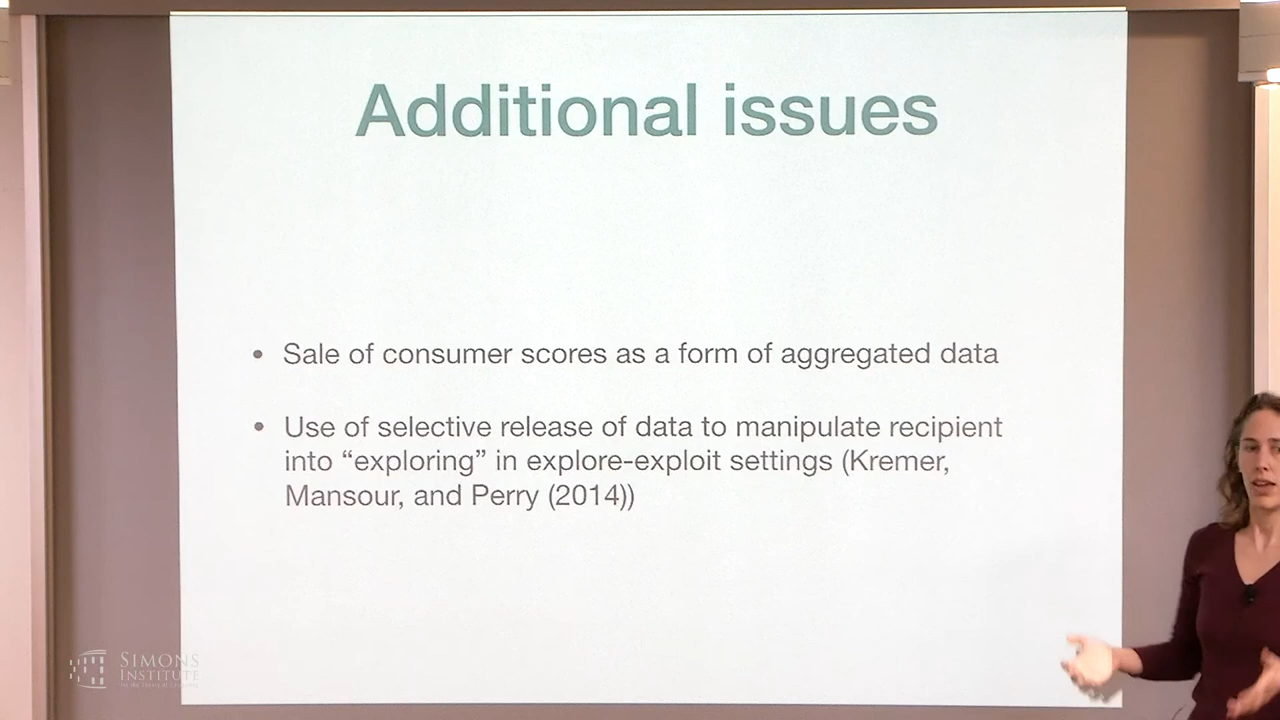 Additional issues
• Sale of consumer scores as a form of aggregated data
• Use of selective release of data to manipulate recipient
into “exploring” in explore-exploit settings (Kremer,
Mansour, and Perry (2014))
SIMONS
INSTITUTE